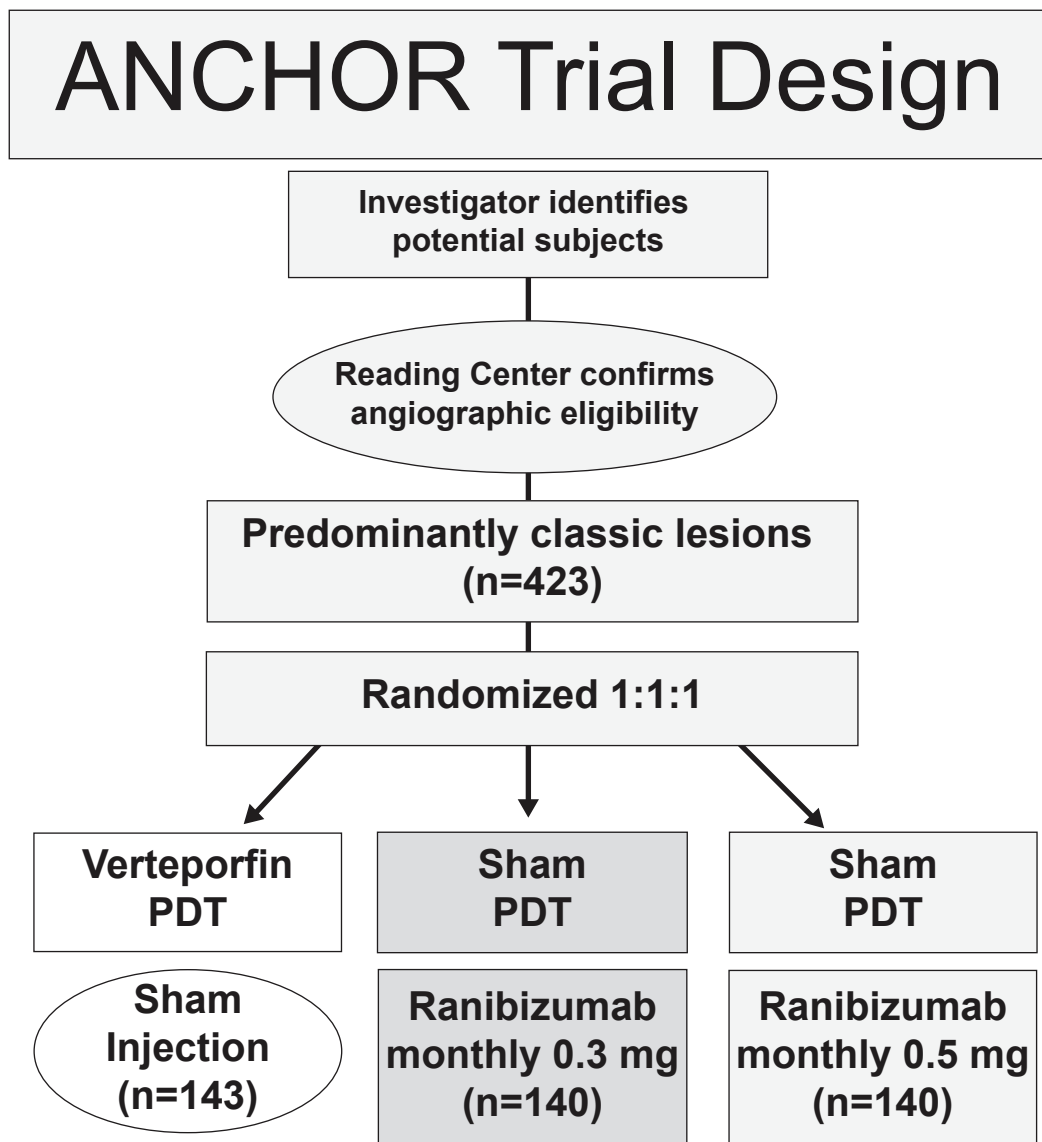 ANCHOR Trial Design
Investigator identifies
potential subjects
Reading Center confirms
angiographic eligibility
Predominantly classic lesions
(n=423)
Randomized 1:1:1
Verteporfin
PDT
Sham
Injection
(n=143)
Sham
PDT
Ranibizumab
monthly 0.3 mg
(n=140)
Sham
PDT
Ranibizumab
monthly 0.5 mg
(n=140)